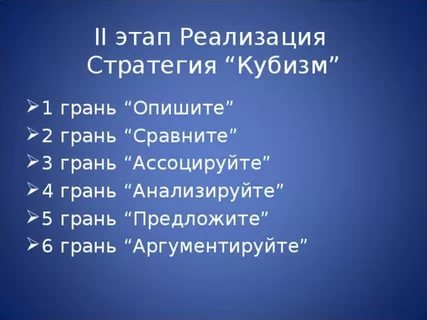 II этап Реализация
Стратегия “Кубизм”
1 грань “Опишите”
2 грань “Сравните”
3 грань “Ассоцируйте”
4 грань “Анализируйте”
5 грань “Предложите”
6 грань “Аргументируйте”